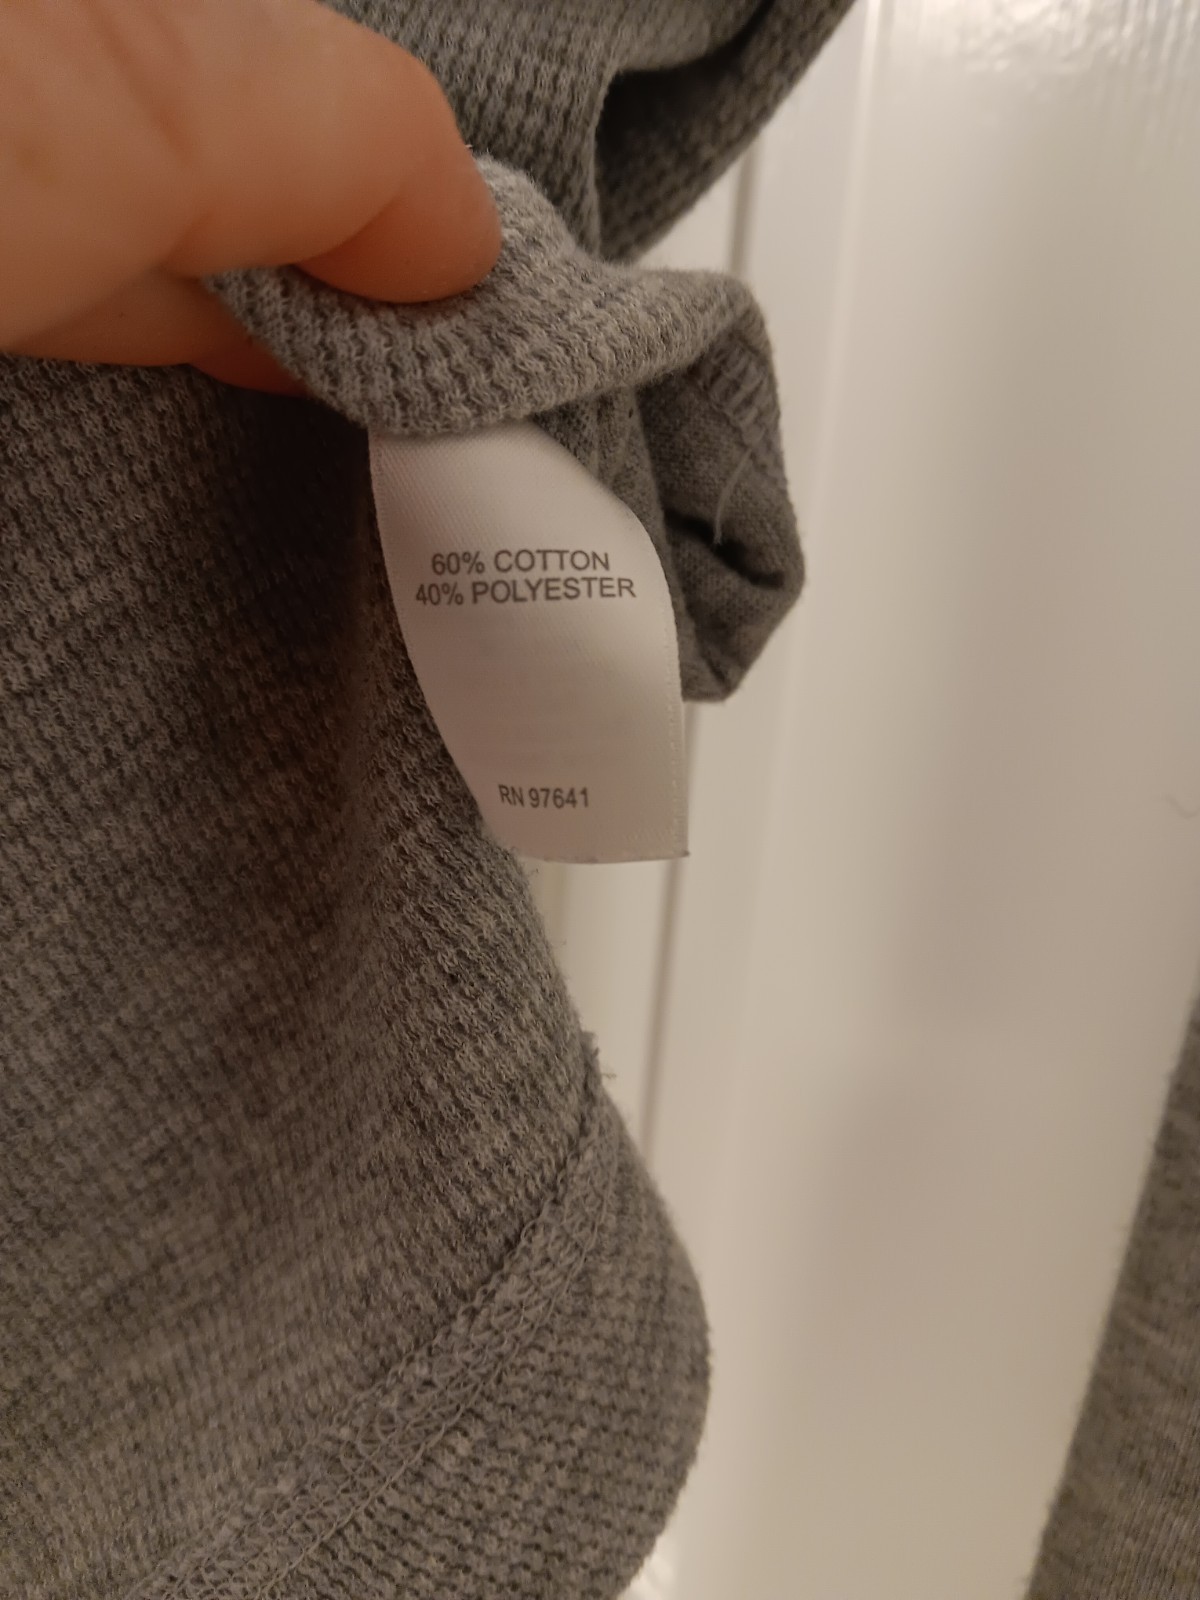 60% COTTON
40% POLYESTER
RN 97641